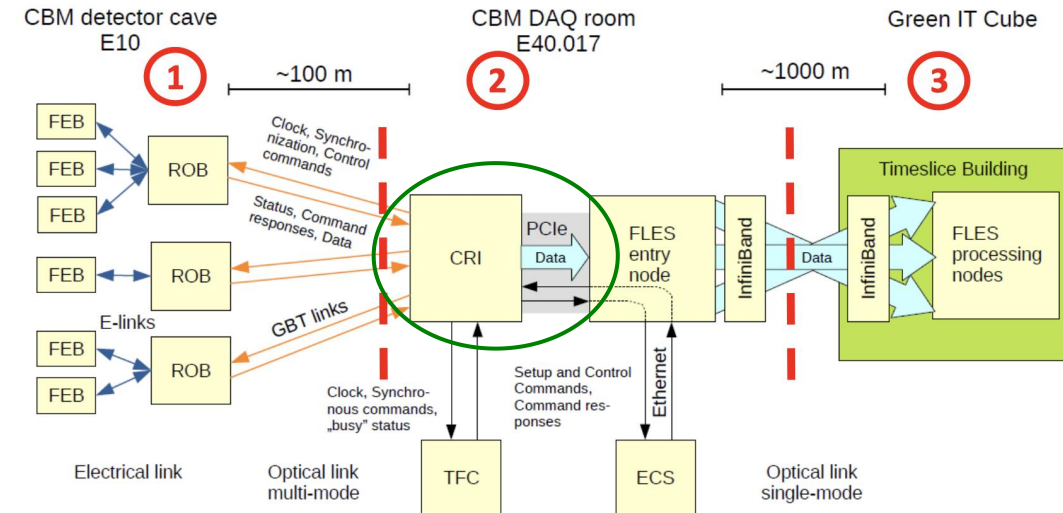 CBM detector cave
E10
1
~100 m
CBM DAQ room
E40.017
2
~1000 m
Green IT Cube
3
FEB
FEB
FEB
ROB
FEB
ROB
E-links
FEB
FEB
ROB
Clock, Synchro-
nization, Control
commands
Status, Command
responses, Data
GBT links
CRI
PCIe
Data
FLES
entry
node
InfiniBand
Data
InfiniBand
Timeslice Building
FLES
processing
nodes
Clock, Synchro-
nous commands,
„busy” status
Setup and Control
Commands,
Command res-
ponses
Ethernet
TFC
ECS
Electrical link
Optical link
multi-mode
Optical link
single-mode